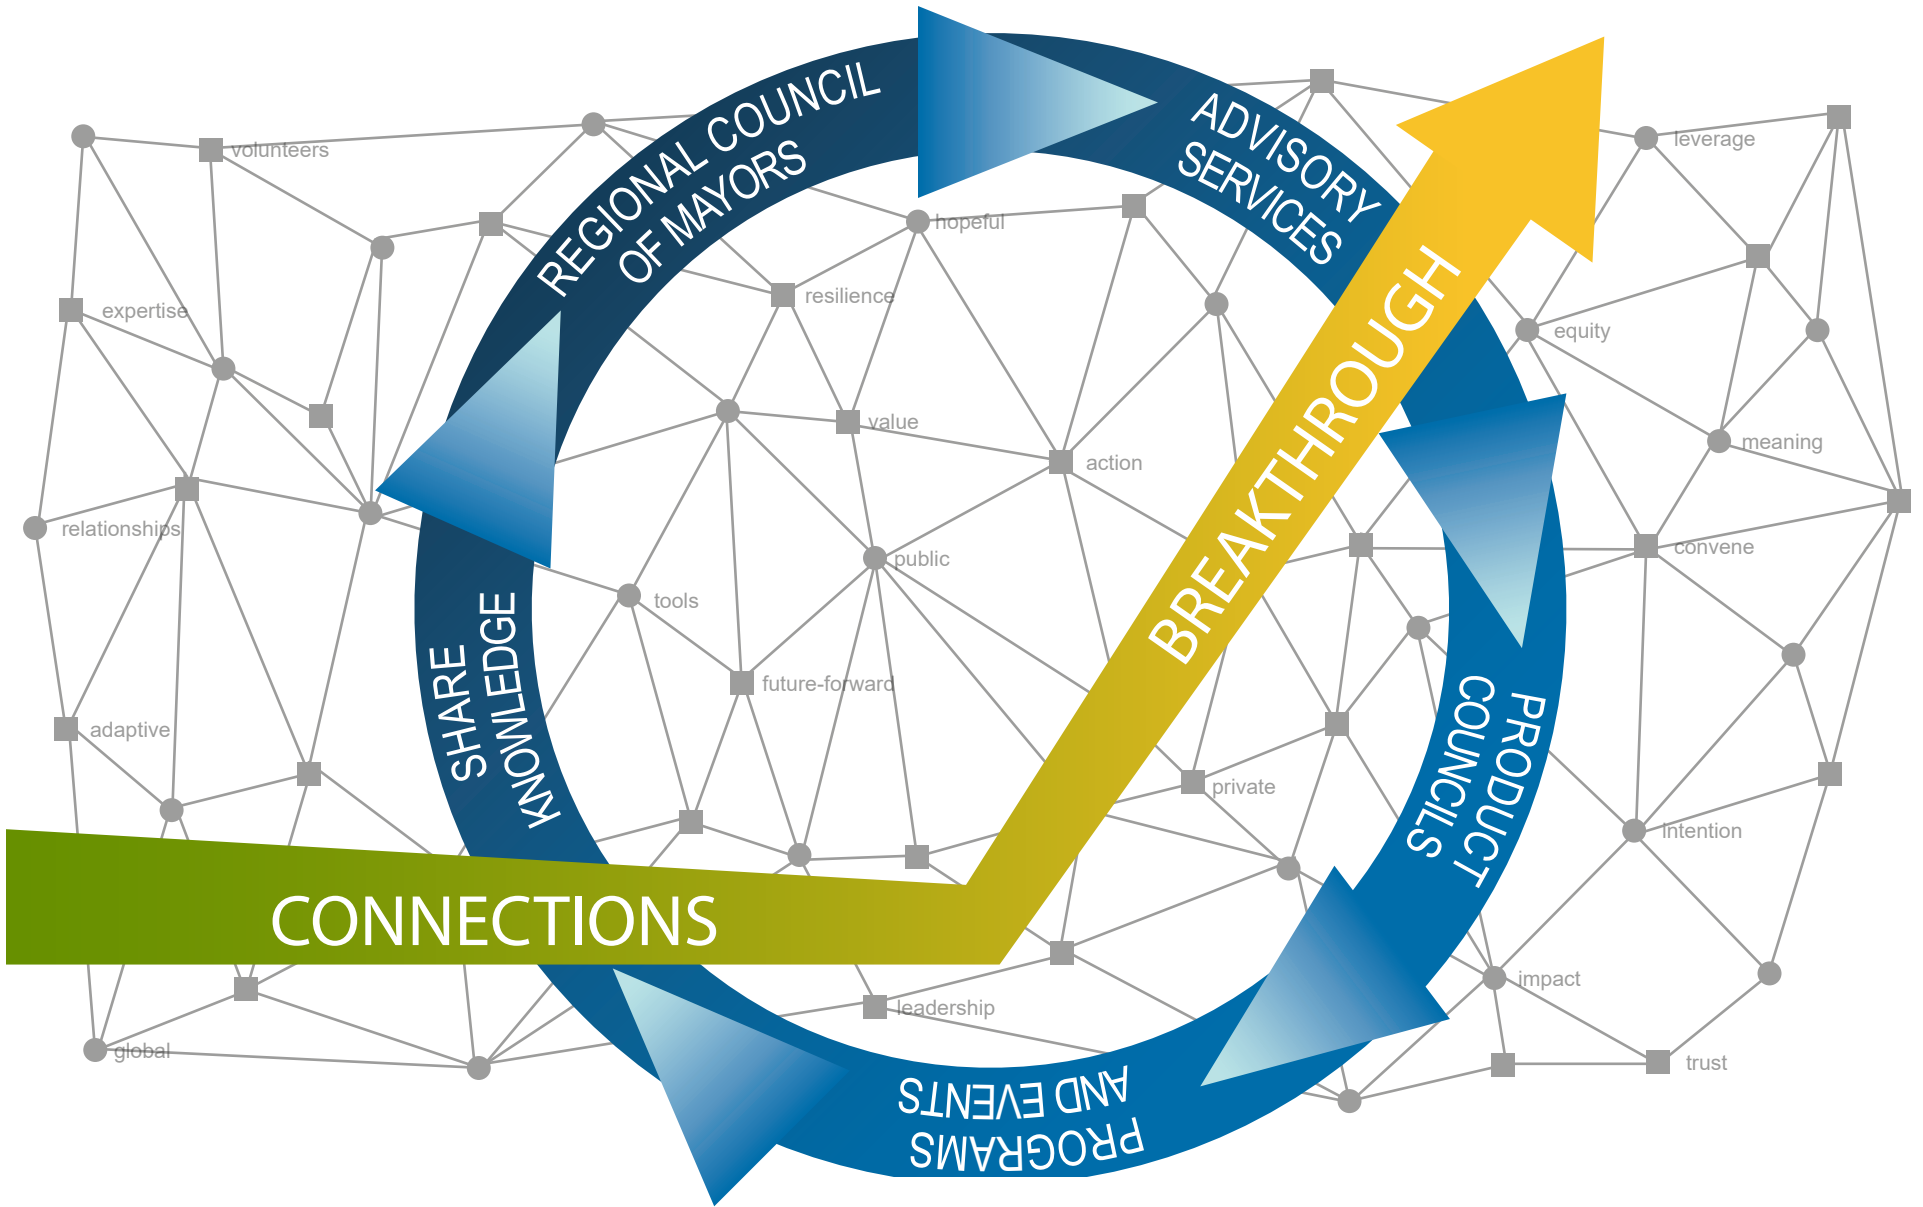 REGIONAL COUNCIL
OF MAYORS
ADVISORY
SERVICES
PRODUCT
COUNCILS
PROGRAMS
AND EVENTS
SHARE
KNOWLEDGE
CONNECTIONS
BREAKTHROUGH
volunteers
leverage
hopeful
resilience
expertise
equity
value
meaning
action
relationships
convene
public
tools
future-forward
adaptive
private
Intention
impact
leadership
global
trust